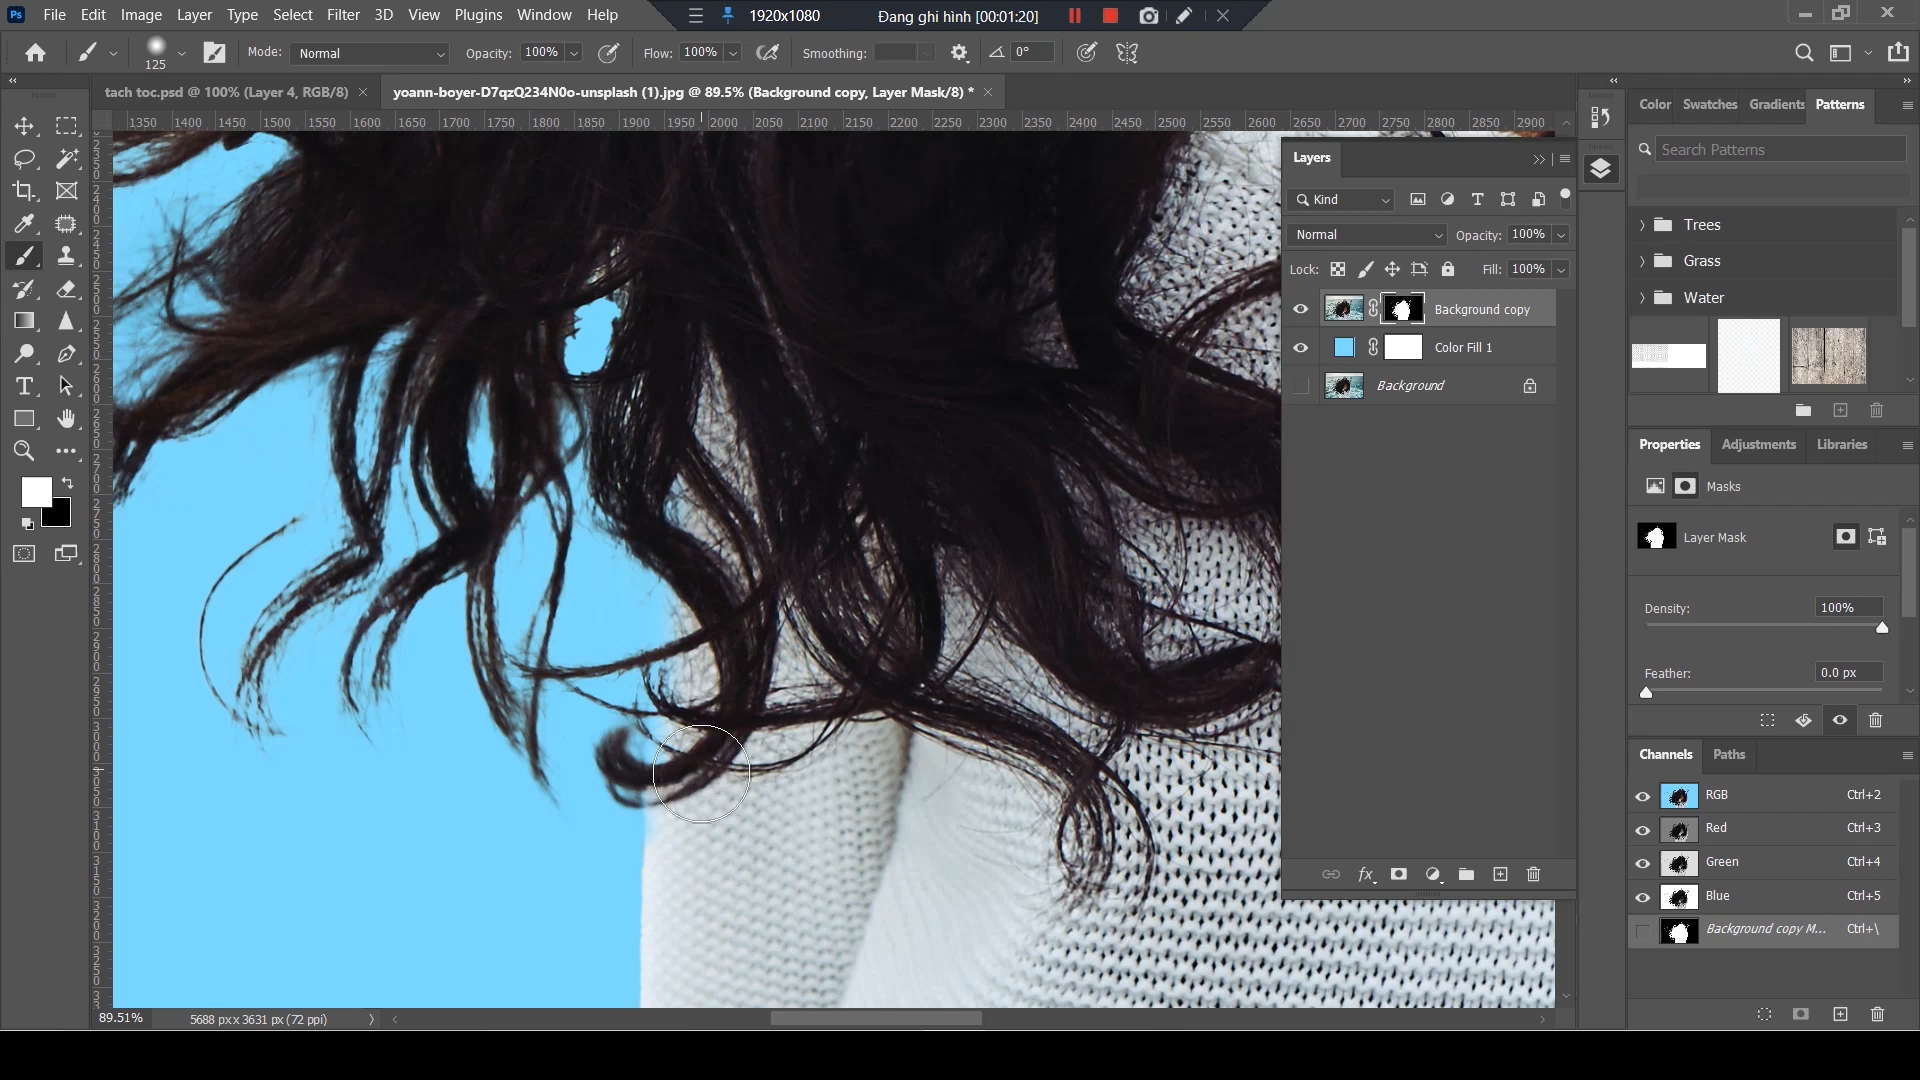 Ps File Edit Image Layer Type Select Filter 3D View Plugins Window Help
1920x1080 Đang ghi hình [00:01:20]
125 Mode: Normal Opacity: 100% Flow: 100% Smoothing: 0°
tach toc.psd @ 100% (Layer 4, RGB/8)
yoann-boyer-D7qzQ234N0o-unsplash (1).jpg @ 89.5% (Background copy, Layer Mask/8) *
1350 1400 1450 1500 1550 1600 1650 1700 1750 1800 1850 1900 1950 2000 2050 2100 2150 2200 2250 2300 2350 2400 2450 2500 2550 2600 2650 2700 2750 2800 2850 2900
Layers
Kind
Normal Opacity: 100%
Lock: Fill: 100%
Background copy
Color Fill 1
Background
fx
Color Swatches Gradients Patterns
Search Patterns
Trees
Grass
Water
Properties Adjustments Libraries
Masks
Layer Mask
Density: 100%
Feather: 0.0 px
Channels Paths
RGB Ctrl+2
Red Ctrl+3
Green Ctrl+4
Blue Ctrl+5
Background copy M... Ctrl+\
89.51% 5688 px x 3631 px (72 ppi)